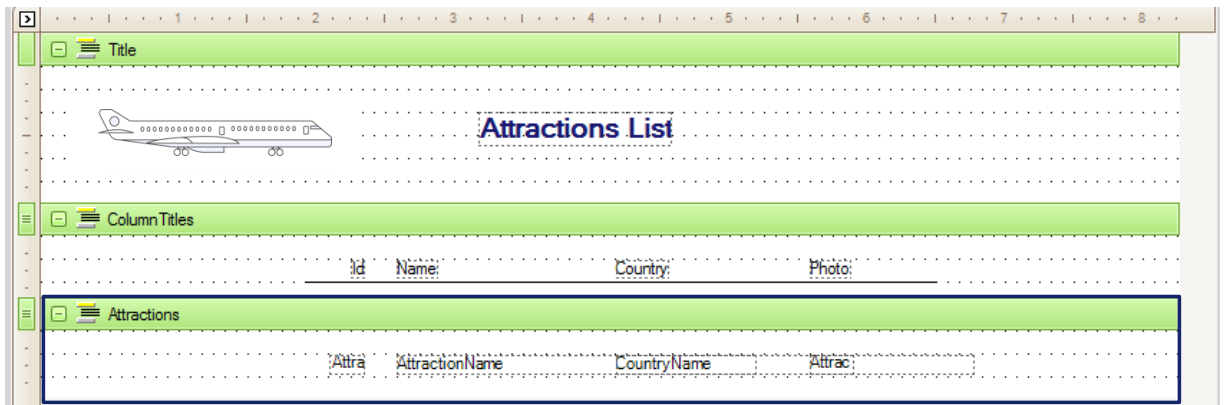 1 2 3 4 5 6 7 8
Title
Attractions List
ColumnTitles
Id Name: Country: Photo:
Attractions
Attra AttractionName CountryName Attrac